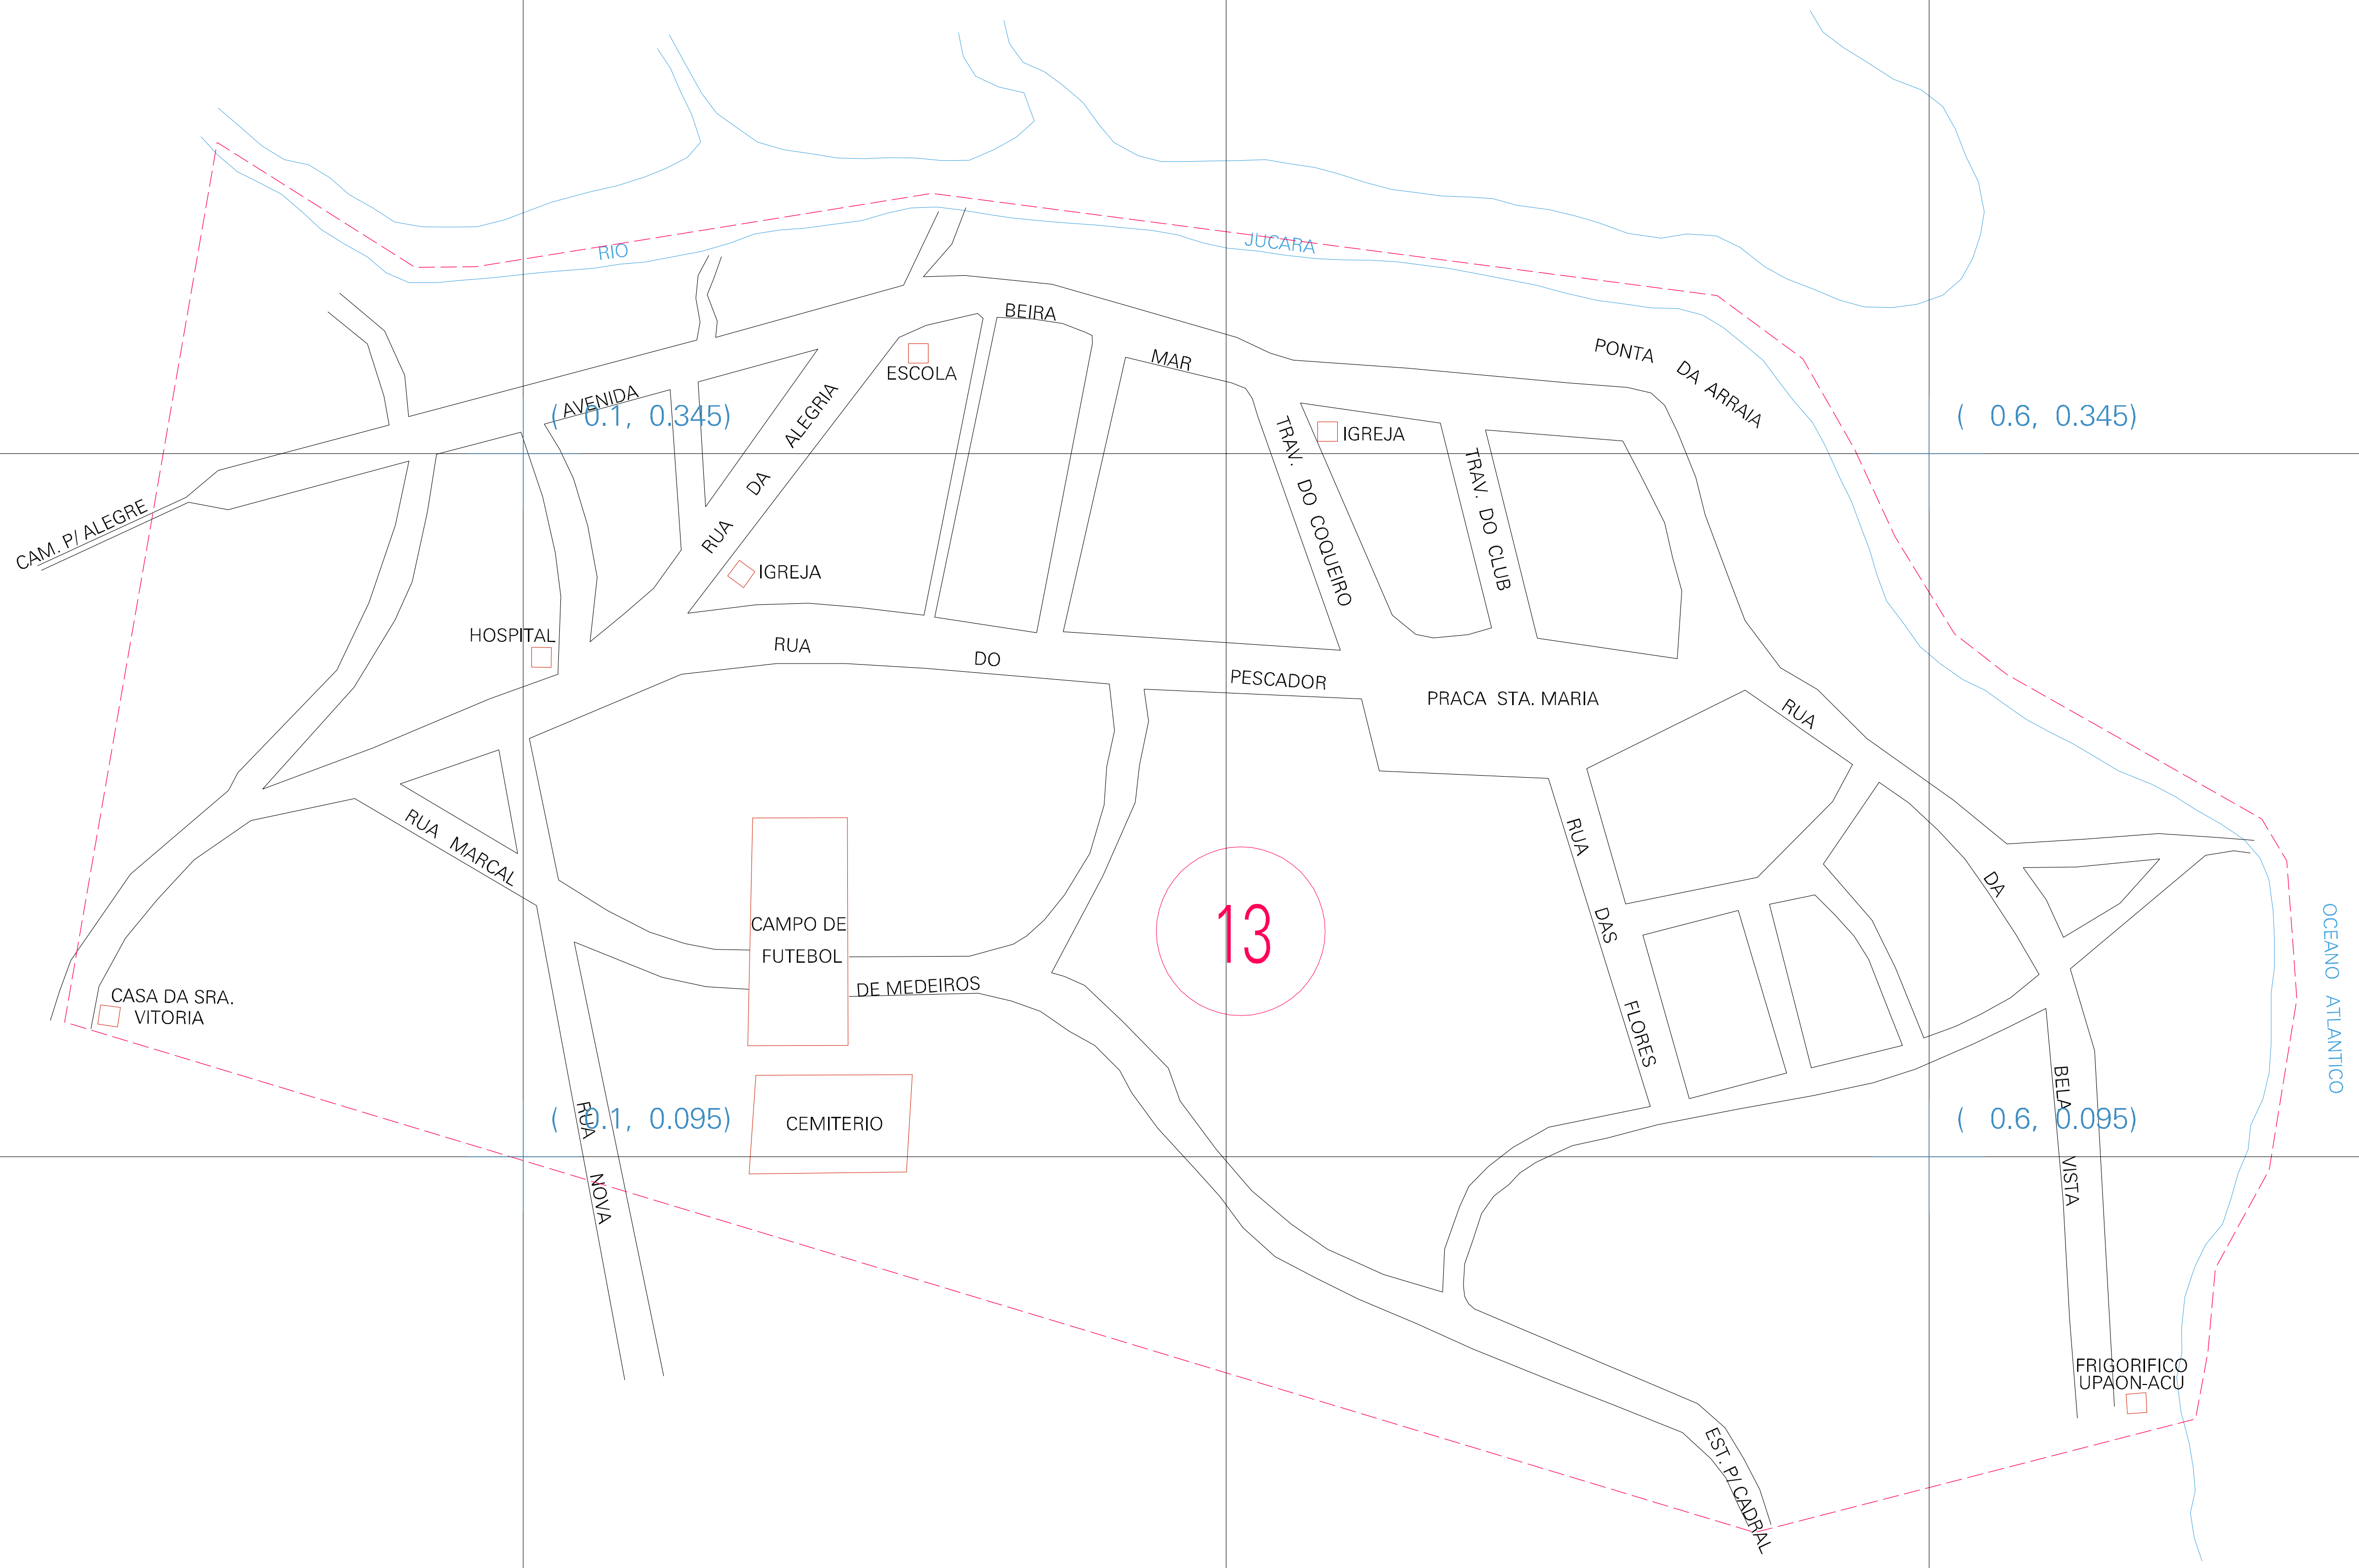 RIO
JUCARA
BEIRA
MAR
PONTA
DA ARRAIA
ESCOLA
AVENIDA
( 0.1, 0.345)
( 0.6, 0.345)
RUA DA ALEGRIA
TRAV. DO COQUEIRO
IGREJA
TRAV. DO CLUB
CAM. P/ ALEGRE
IGREJA
HOSPITAL
RUA DO PESCADOR
PRACA STA. MARIA
RUA DA
BELA VISTA
RUA MARCAL
DE MEDEIROS
RUA DAS FLORES
CAMPO DE
FUTEBOL
13
OCEANO ATLANTICO
CASA DA SRA.
VITORIA
RUA NOVA
( 0.1, 0.095)
CEMITERIO
( 0.6, 0.095)
FRIGORIFICO
UPAON-ACU
EST. P/ CADRAL